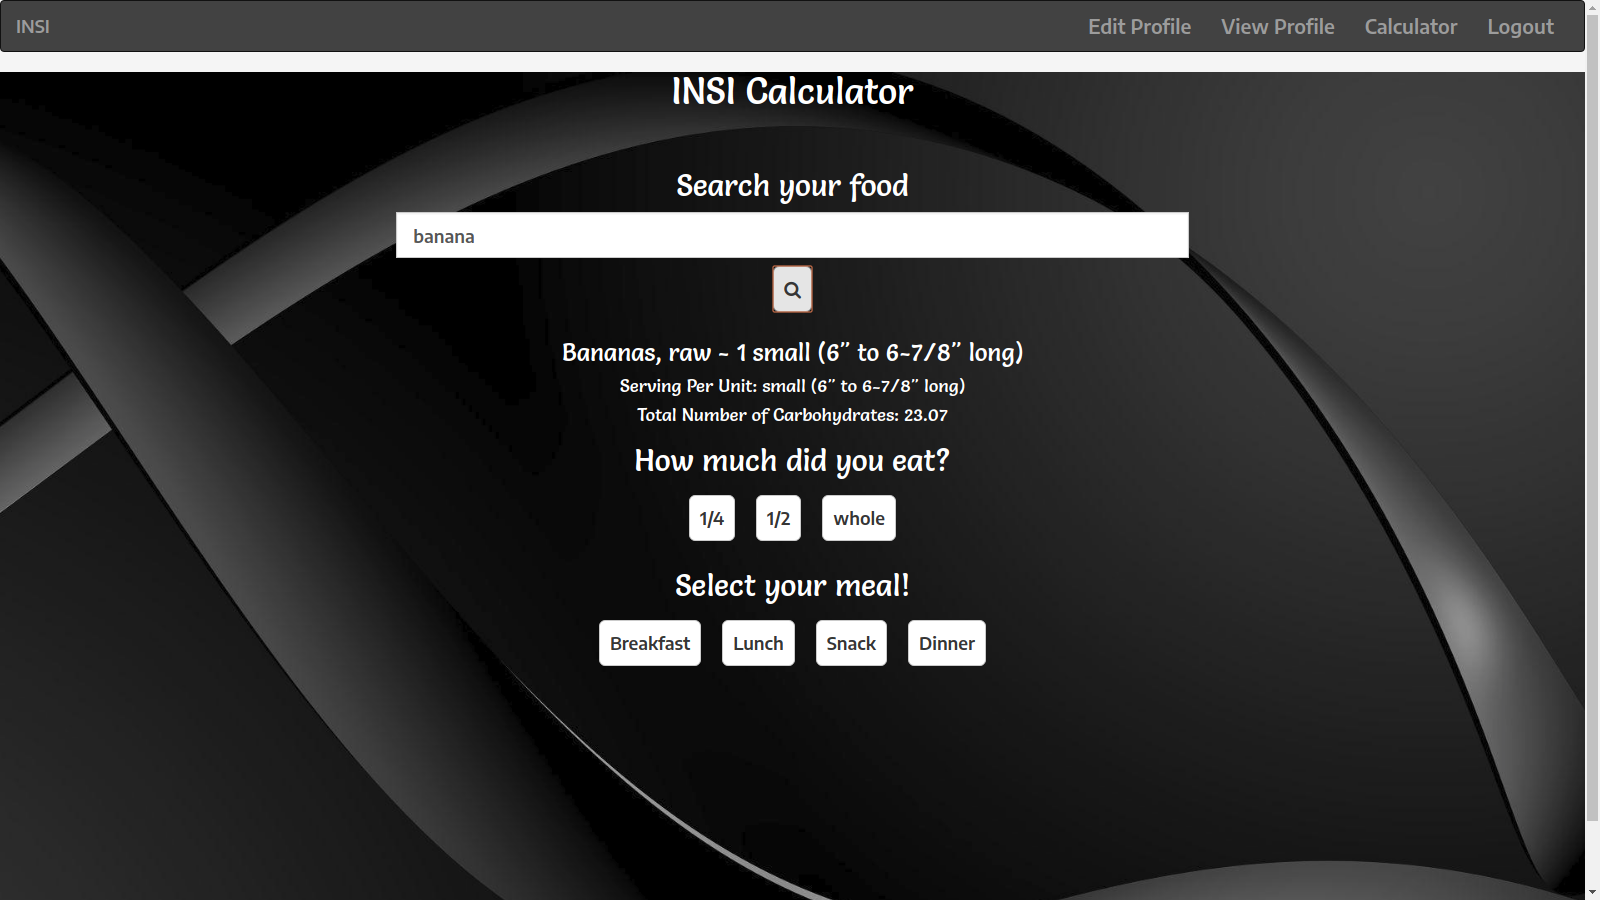 INSI Edit Profile View Profile Calculator Logout
INSI Calculator
Search your food
banana
Bananas, raw - 1 small (6" to 6-7/8" long)
Serving Per Unit: small (6" to 6-7/8" long)
Total Number of Carbohydrates: 23.07
How much did you eat?
1/4 1/2 whole
Select your meal!
Breakfast Lunch Snack Dinner